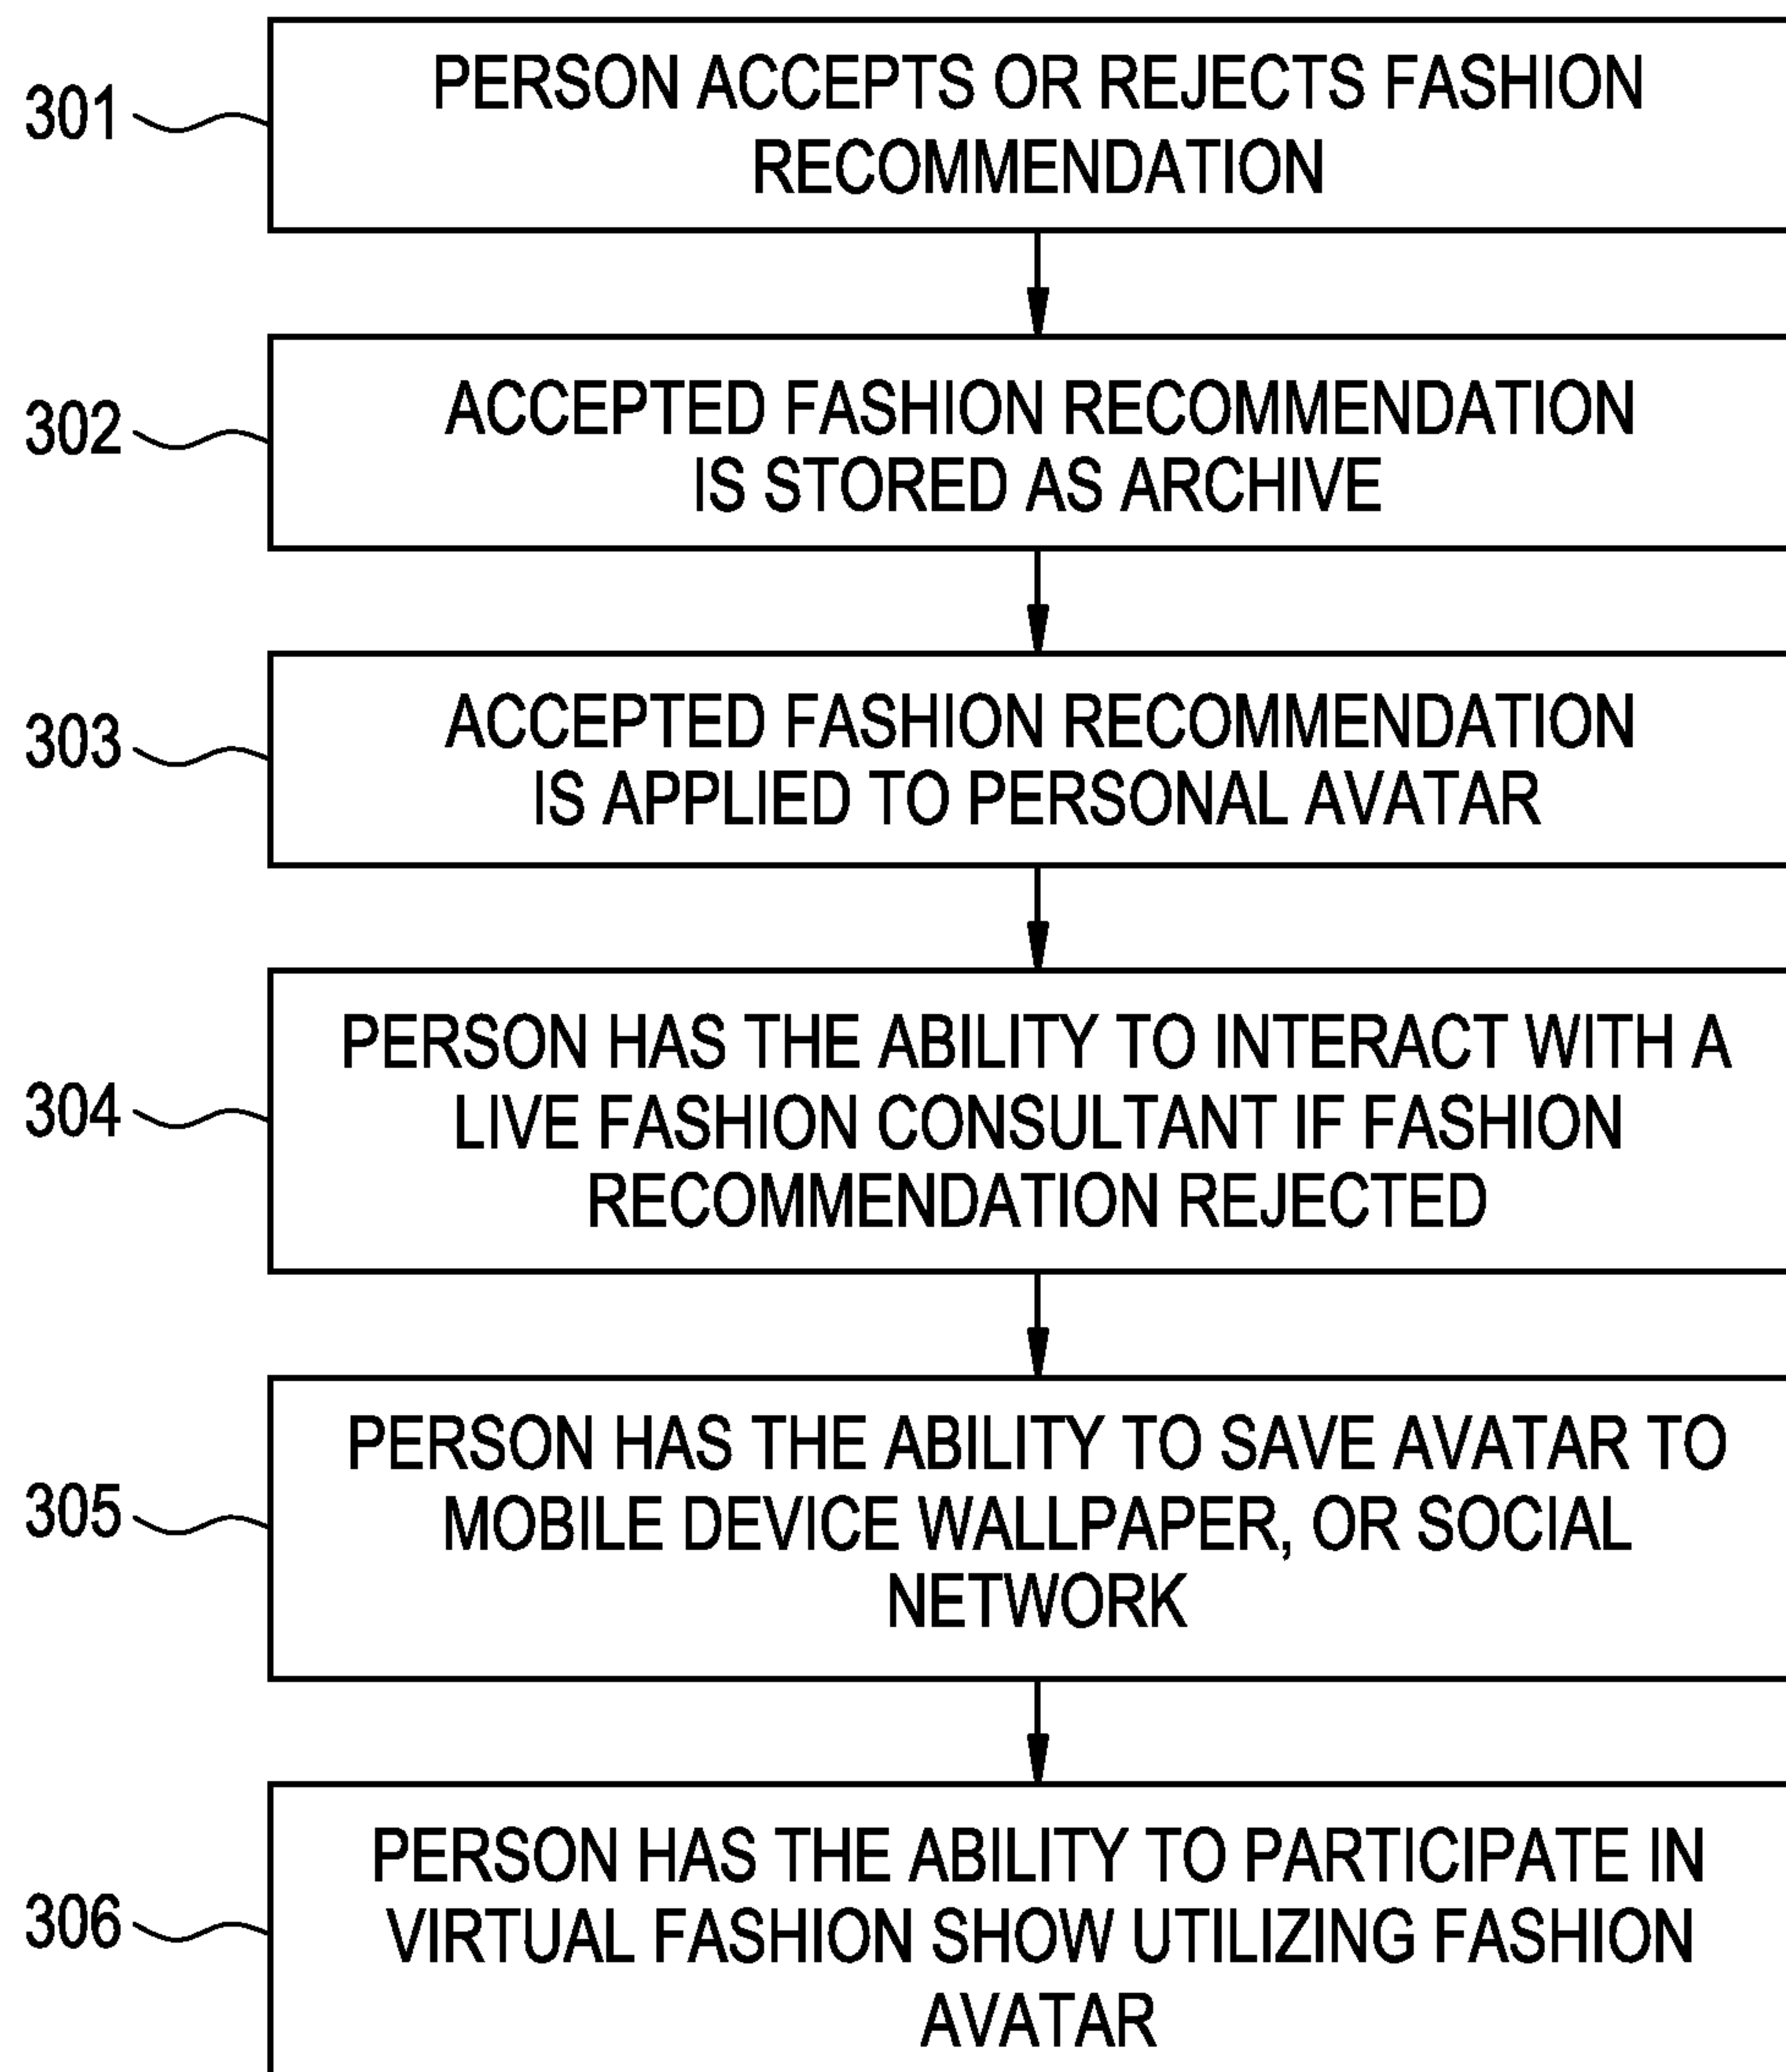 301
PERSON ACCEPTS OR REJECTS FASHION
RECOMMENDATION
302
ACCEPTED FASHION RECOMMENDATION
IS STORED AS ARCHIVE
303
ACCEPTED FASHION RECOMMENDATION
IS APPLIED TO PERSONAL AVATAR
304
PERSON HAS THE ABILITY TO INTERACT WITH A
LIVE FASHION CONSULTANT IF FASHION
RECOMMENDATION REJECTED
305
PERSON HAS THE ABILITY TO SAVE AVATAR TO
MOBILE DEVICE WALLPAPER, OR SOCIAL
NETWORK
306
PERSON HAS THE ABILITY TO PARTICIPATE IN
VIRTUAL FASHION SHOW UTILIZING FASHION
AVATAR